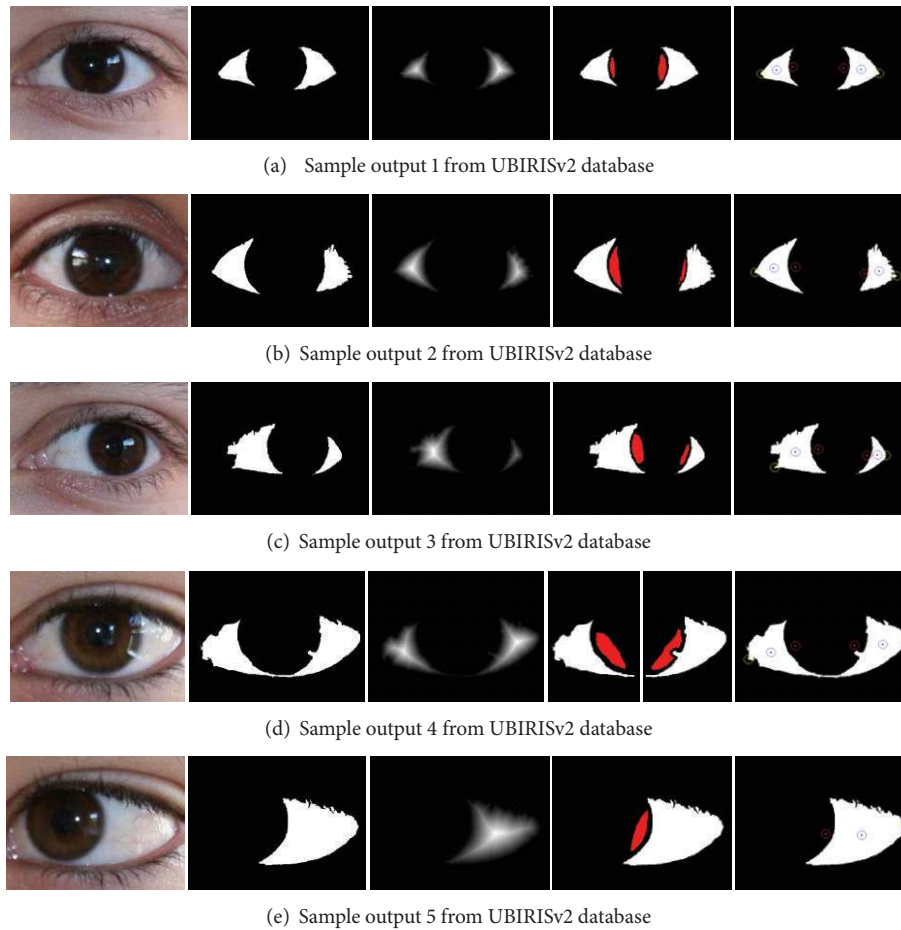 (a) Sample output 1 from UBIRISv2 database
(b) Sample output 2 from UBIRISv2 database
(c) Sample output 3 from UBIRISv2 database
(d) Sample output 4 from UBIRISv2 database
(e) Sample output 5 from UBIRISv2 database